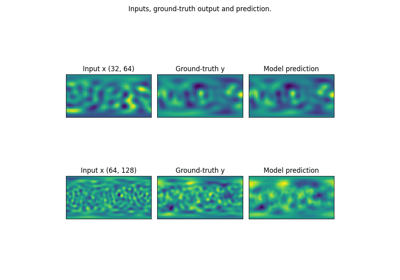 Inputs, ground-truth output and prediction.
Input x (32, 64) Ground-truth y Model prediction
Input x (64, 128) Ground-truth y Model prediction